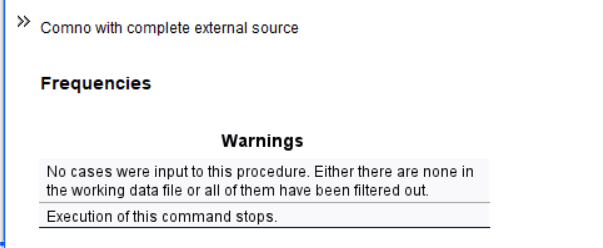 Comno with complete external source
Frequencies
Warnings
No cases were input to this procedure. Either there are none in
the working data file or all of them have been filtered out.
Execution of this command stops.